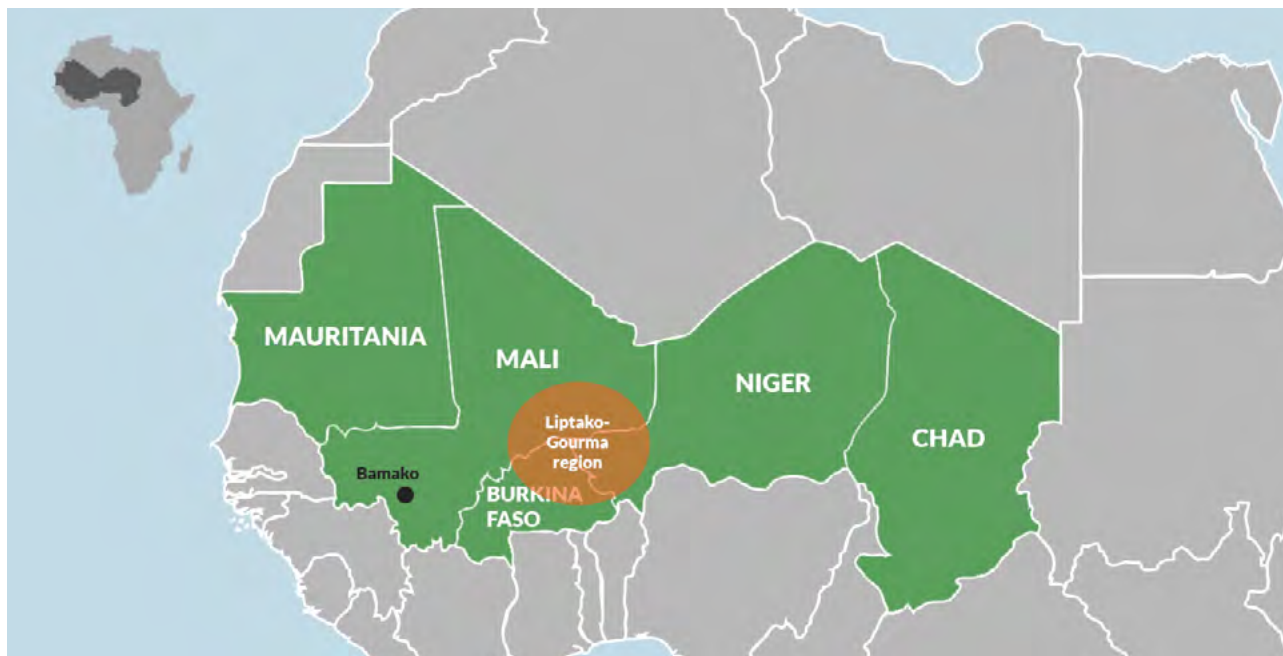 MAURITANIA
MALI
NIGER
CHAD
Liptako-
Gourma
region
Bamako
BURKINA
FASO